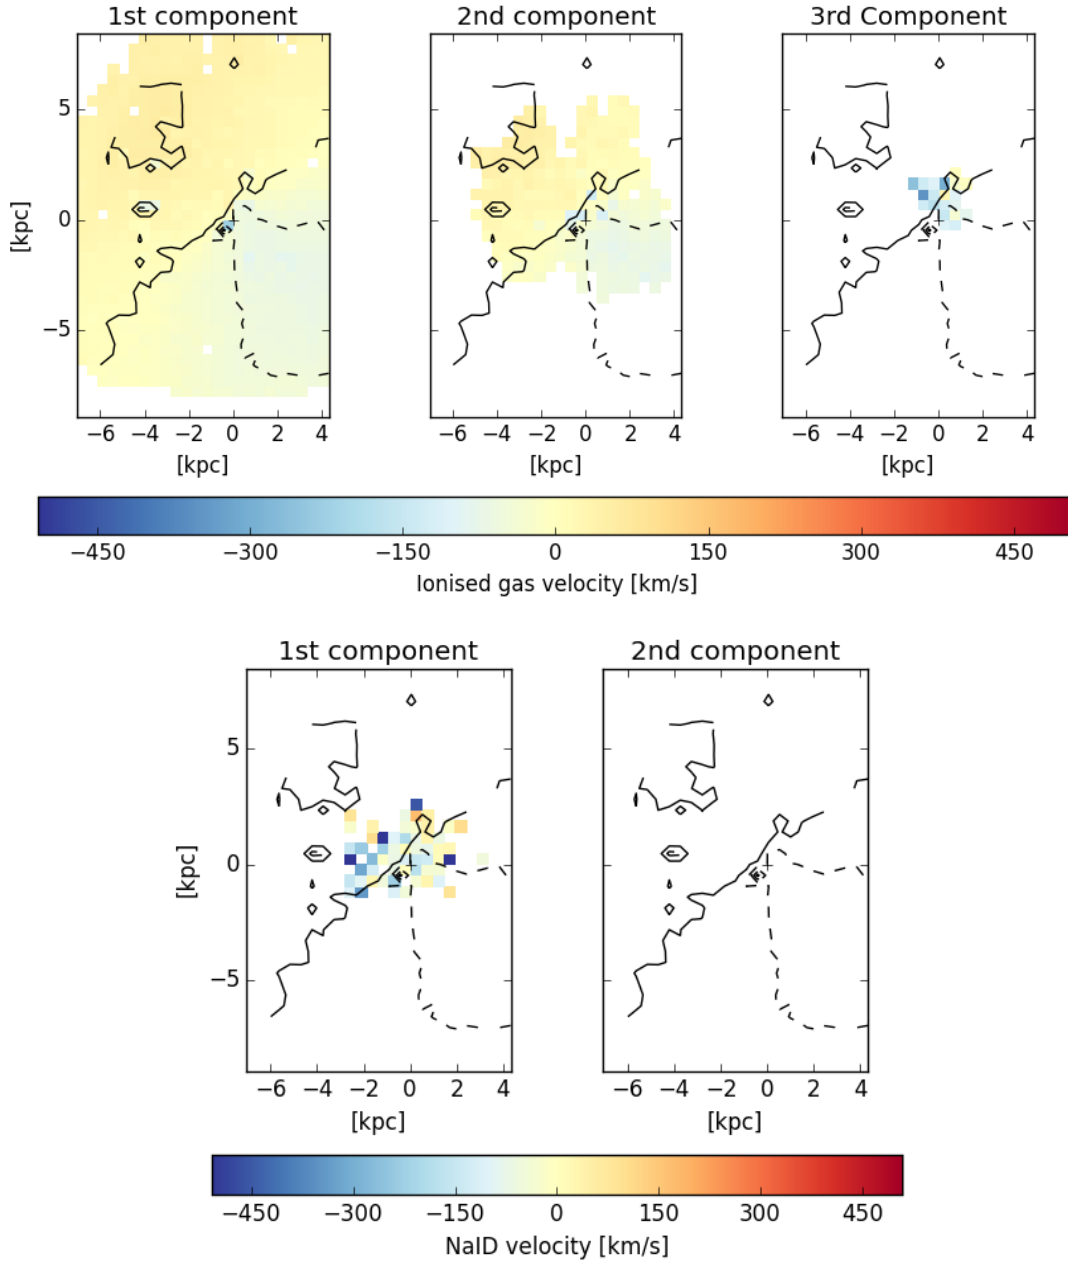 1st component 2nd component 3rd Component
5
0
−5
[kpc]
−6 −4 −2 0 2 4 −6 −4 −2 0 2 4 −6 −4 −2 0 2 4
[kpc] [kpc] [kpc]
−450 −300 −150 0 150 300 450
Ionised gas velocity [km/s]
1st component 2nd component
5
0
−5
[kpc]
−6 −4 −2 0 2 4 −6 −4 −2 0 2 4
[kpc] [kpc]
−450 −300 −150 0 150 300 450
NaID velocity [km/s]